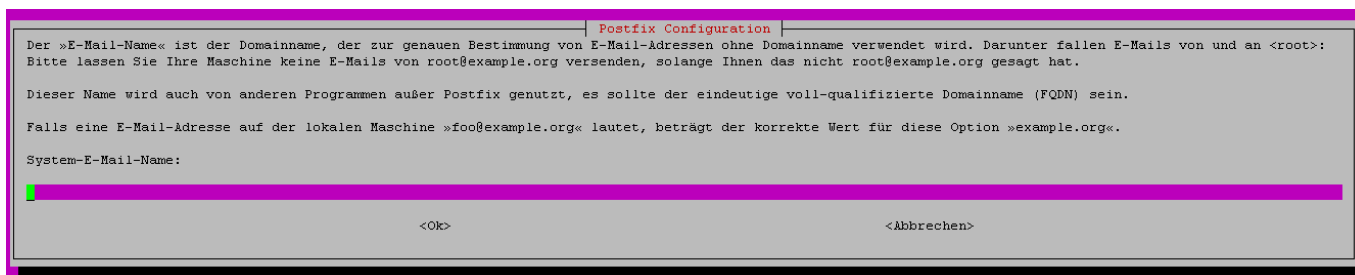 Postfix Configuration
Der »E-Mail-Name« ist der Domainname, der zur genauen Bestimmung von E-Mail-Adressen ohne Domainname verwendet wird. Darunter fallen E-Mails von und an <root>:
Bitte lassen Sie Ihre Maschine keine E-Mails von root@example.org versenden, solange Ihnen das nicht root@example.org gesagt hat.
Dieser Name wird auch von anderen Programmen außer Postfix genutzt, es sollte der eindeutige voll-qualifizierte Domainname (FQDN) sein.
Falls eine E-Mail-Adresse auf der lokalen Maschine »foo@example.org« lautet, beträgt der korrekte Wert für diese Option »example.org«.
System-E-Mail-Name:
<Ok> <Abbrechen>